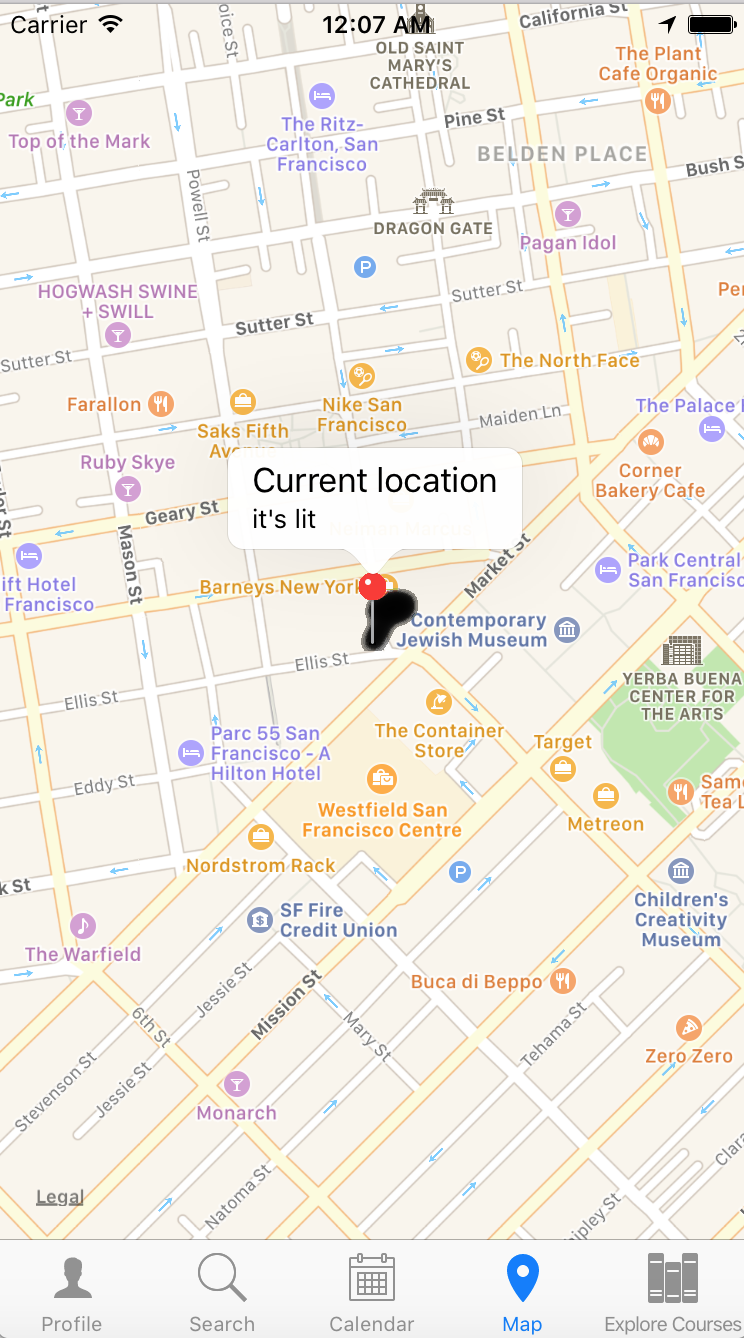 Carrier
12:07 AM
California St
OLD SAINT
MARY'S
CATHEDRAL
The Plant
Cafe Organic
Park
Top of the Mark
The Ritz-
Carlton, San
Francisco
Pine St
BELDEN PLACE
Bush S
Powell St
DRAGON GATE
Pagan Idol
P
HOGWASH SWINE
+ SWILL
Sutter St
Sutter St
Sutter St
The North Face
Farallon
Nike San
Francisco
Saks Fifth
Maiden Ln
The Palace
Ruby Skye
Corner
Bakery Cafe
Current location
it's lit
Neiman Marcus
Geary St
Mason St
Market St
ift Hotel
Francisco
Park Central
San Francisc
Barneys New York
Contemporary
Jewish Museum
Ellis St
YERBA BUENA
CENTER FOR
THE ARTS
Ellis St
Parc 55 San
Francisco - A
Hilton Hotel
The Container
Store
Target
Eddy St
Westfield San
Francisco Centre
Metreon
Same
Tea L
Nordstrom Rack
P
k St
Children's
Creativity
Museum
SF Fire
Credit Union
The Warfield
Buca di Beppo
Jessie St
Mission St
6th St
Mary St
Tehama St
Zero Zero
Stevenson St
Jessie St
Monarch
Clara
Natoma St
Legal
hipley St
Profile
Search
Calendar
Map
Explore Courses